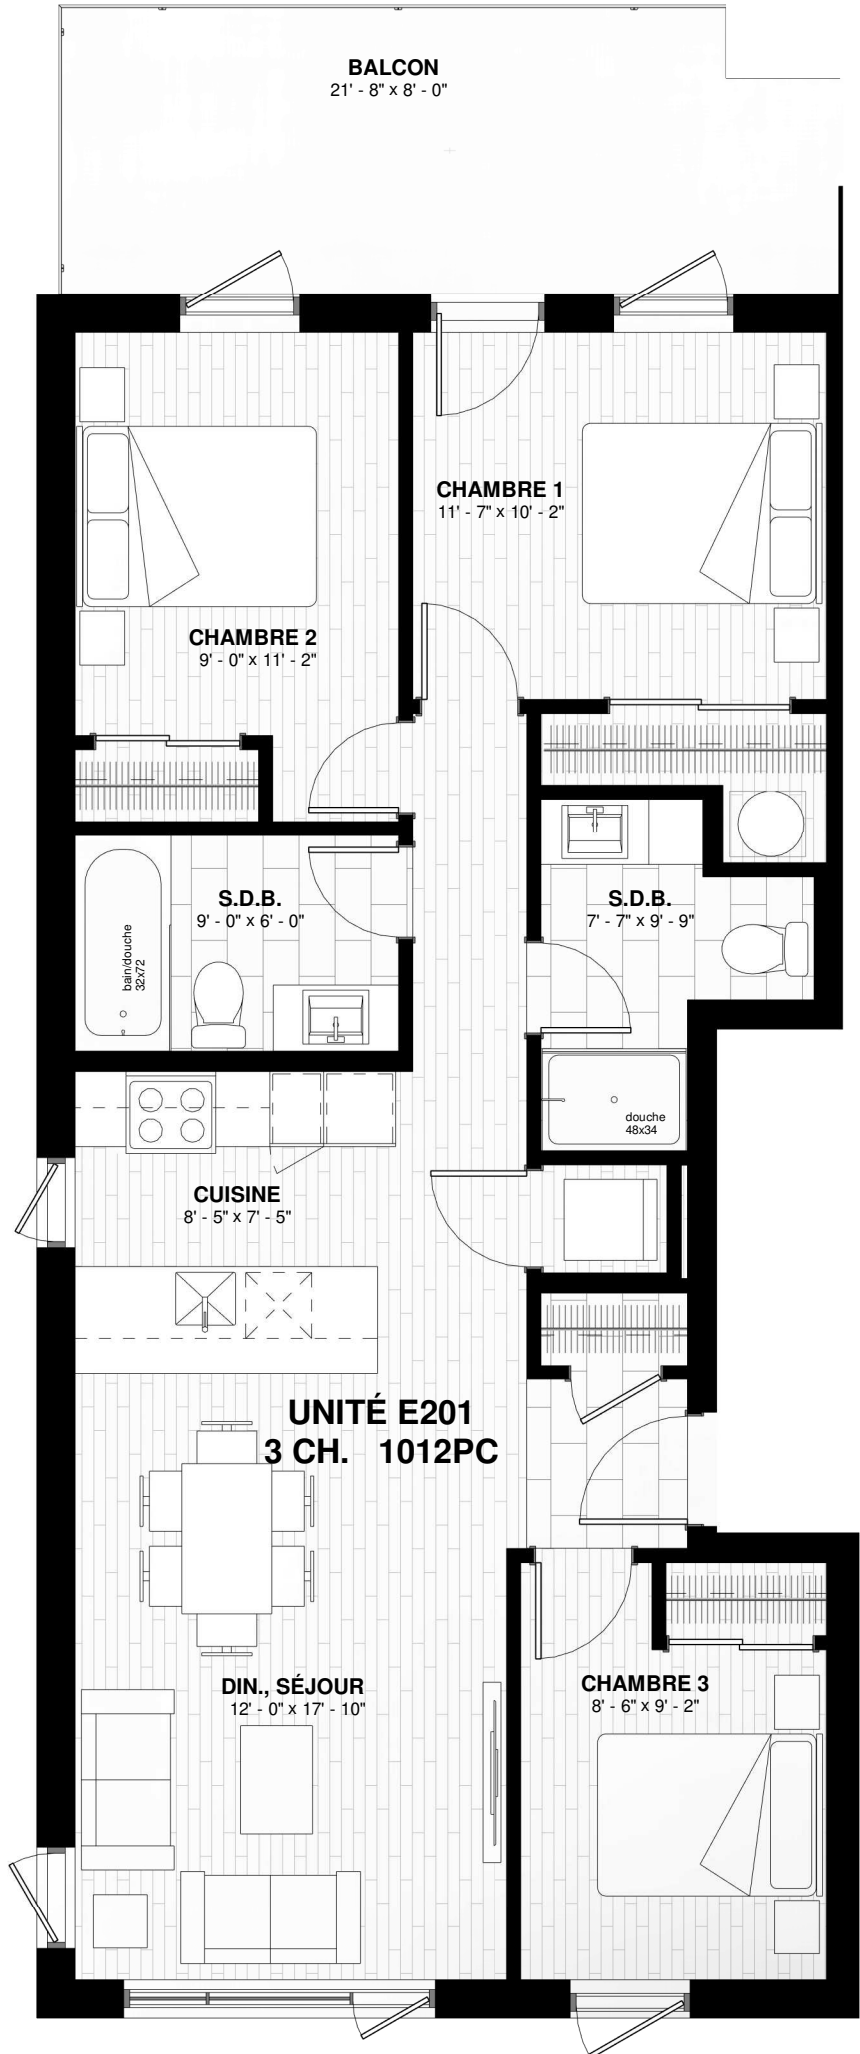 BALCON
21' - 8" x 8' - 0"
CHAMBRE 1
11' - 7" x 10' - 2"
CHAMBRE 2
9' - 0" x 11' - 2"
S.D.B.
9' - 0" x 6' - 0"
bain/douche
32x72
S.D.B.
7' - 7" x 9' - 9"
douche
48x34
CUISINE
8' - 5" x 7' - 5"
UNITÉ E201
3 CH. 1012PC
DIN., SÉJOUR
12' - 0" x 17' - 10"
CHAMBRE 3
8' - 6" x 9' - 2"